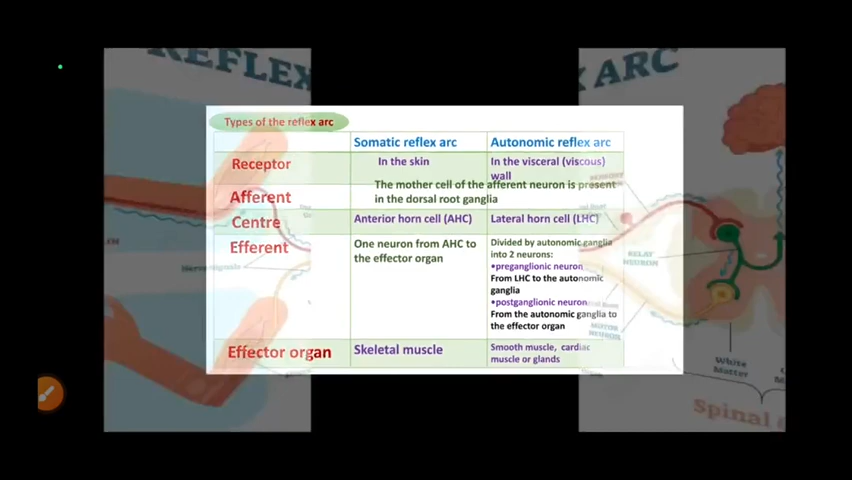 REFLEX
X ARC
Types of the reflex arc
Somatic reflex arc
Autonomic reflex arc
Receptor
In the skin
In the visceral (viscous)
wall
Afferent
The mother cell of the afferent neuron is present
in the dorsal root ganglia
Centre
Anterior horn cell (AHC)
Lateral horn cell (LHC)
Efferent
One neuron from AHC to
the effector organ
Divided by autonomic ganglia
into 2 neurons:
•preganglionic neuron
From LHC to the autonomic
ganglia
•postganglionic neuron
From the autonomic ganglia to
the effector organ
Effector organ
Skeletal muscle
Smooth muscle, cardiac
muscle or glands
RELAY
NEURON
MOTOR
NEURON
White
Matter
Spinal